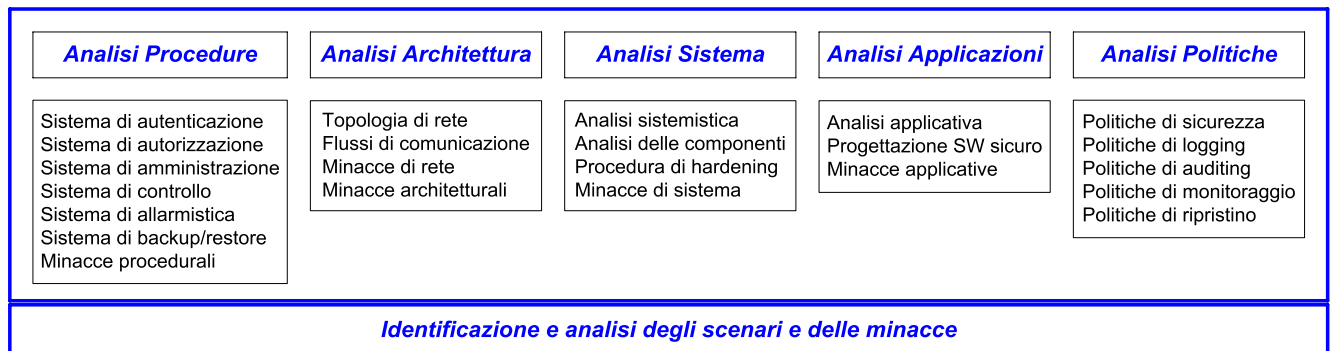 Analisi Procedure
Sistema di autenticazione
Sistema di autorizzazione
Sistema di amministrazione
Sistema di controllo
Sistema di allarmistica
Sistema di backup/restore
Minacce procedurali
Analisi Architettura
Topologia di rete
Flussi di comunicazione
Minacce di rete
Minacce architetturali
Analisi Sistema
Analisi sistemistica
Analisi delle componenti
Procedura di hardening
Minacce di sistema
Analisi Applicazioni
Analisi applicativa
Progettazione SW sicuro
Minacce applicative
Analisi Politiche
Politiche di sicurezza
Politiche di logging
Politiche di auditing
Politiche di monitoraggio
Politiche di ripristino
Identificazione e analisi degli scenari e delle minacce